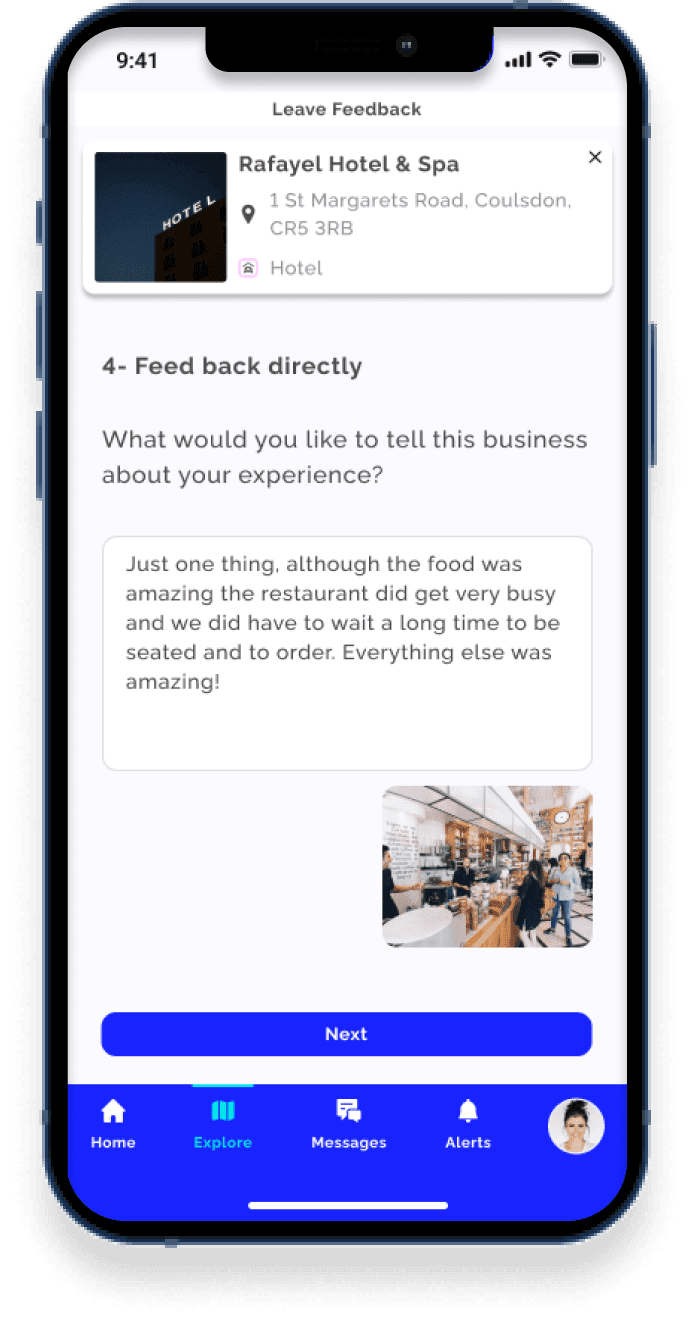 9:41
Leave Feedback
HOTEL
Rafayel Hotel & Spa
1 St Margarets Road, Coulsdon,
CR5 3RB
Hotel
4- Feed back directly
What would you like to tell this business
about your experience?
Just one thing, although the food was
amazing the restaurant did get very busy
and we did have to wait a long time to be
seated and to order. Everything else was
amazing!
Next
Home
Explore
Messages
Alerts